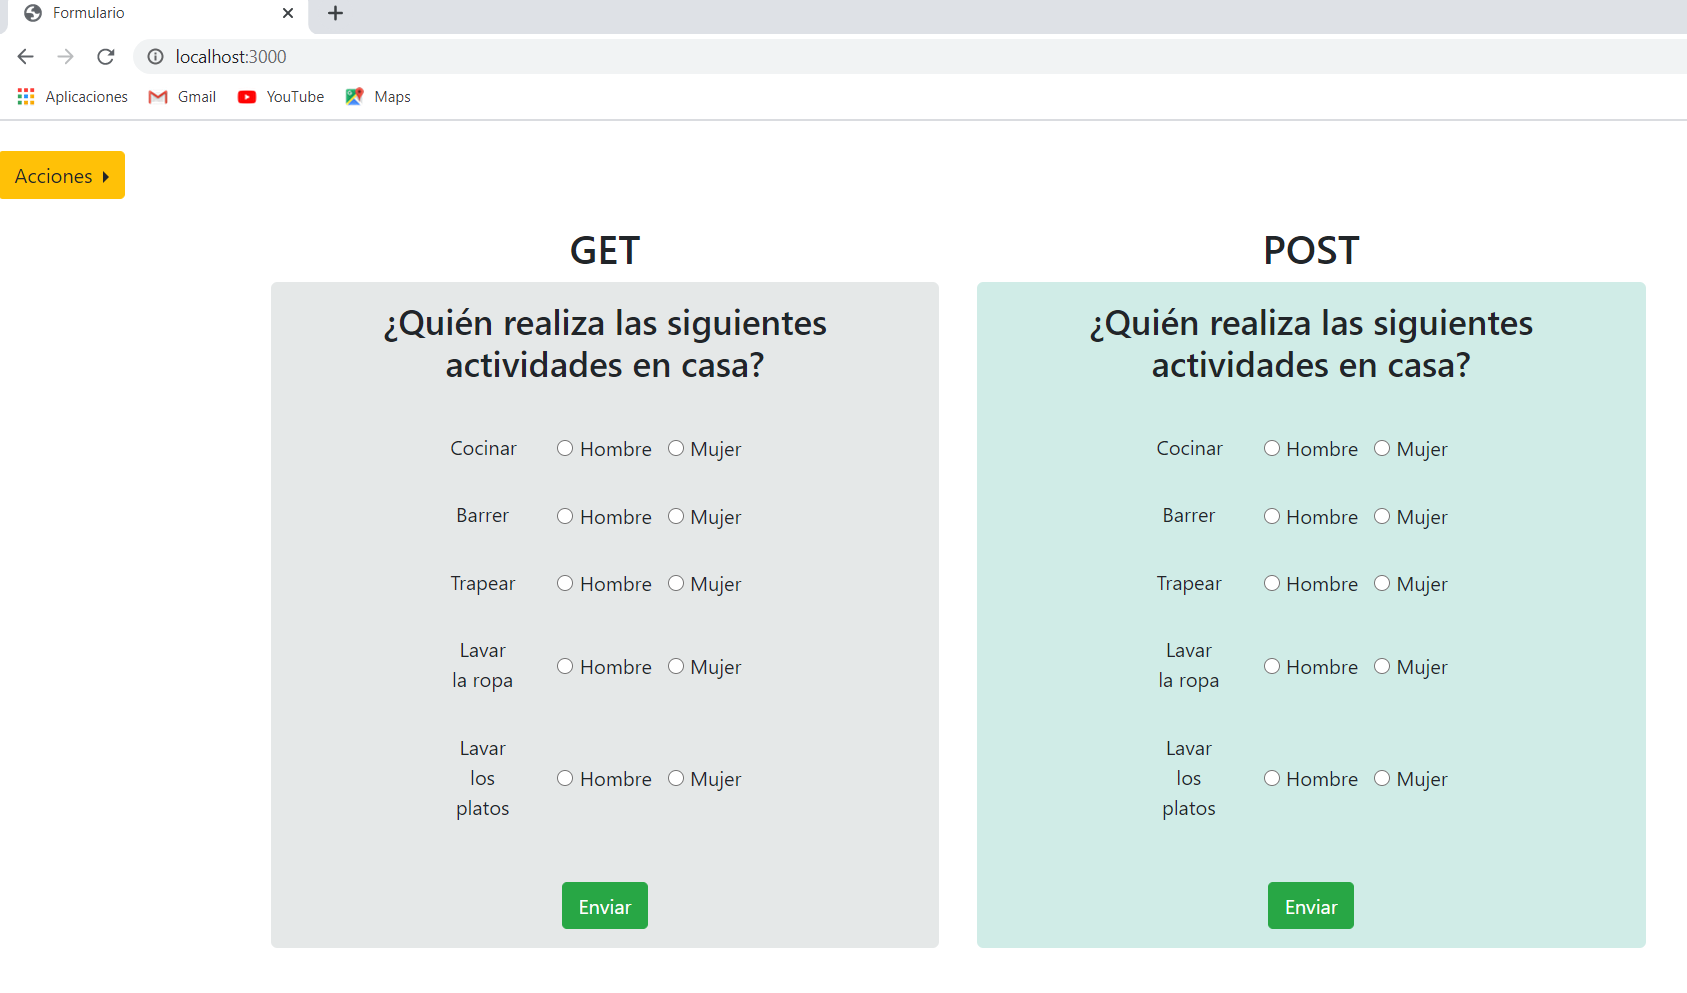 Formulario
localhost:3000
Aplicaciones Gmail YouTube Maps
Acciones
GET
¿Quién realiza las siguientes
actividades en casa?
Cocinar Hombre Mujer
Barrer Hombre Mujer
Trapear Hombre Mujer
Lavar
la ropa
Hombre Mujer
Lavar
los
platos
Hombre Mujer
Enviar
POST
¿Quién realiza las siguientes
actividades en casa?
Cocinar Hombre Mujer
Barrer Hombre Mujer
Trapear Hombre Mujer
Lavar
la ropa
Hombre Mujer
Lavar
los
platos
Hombre Mujer
Enviar